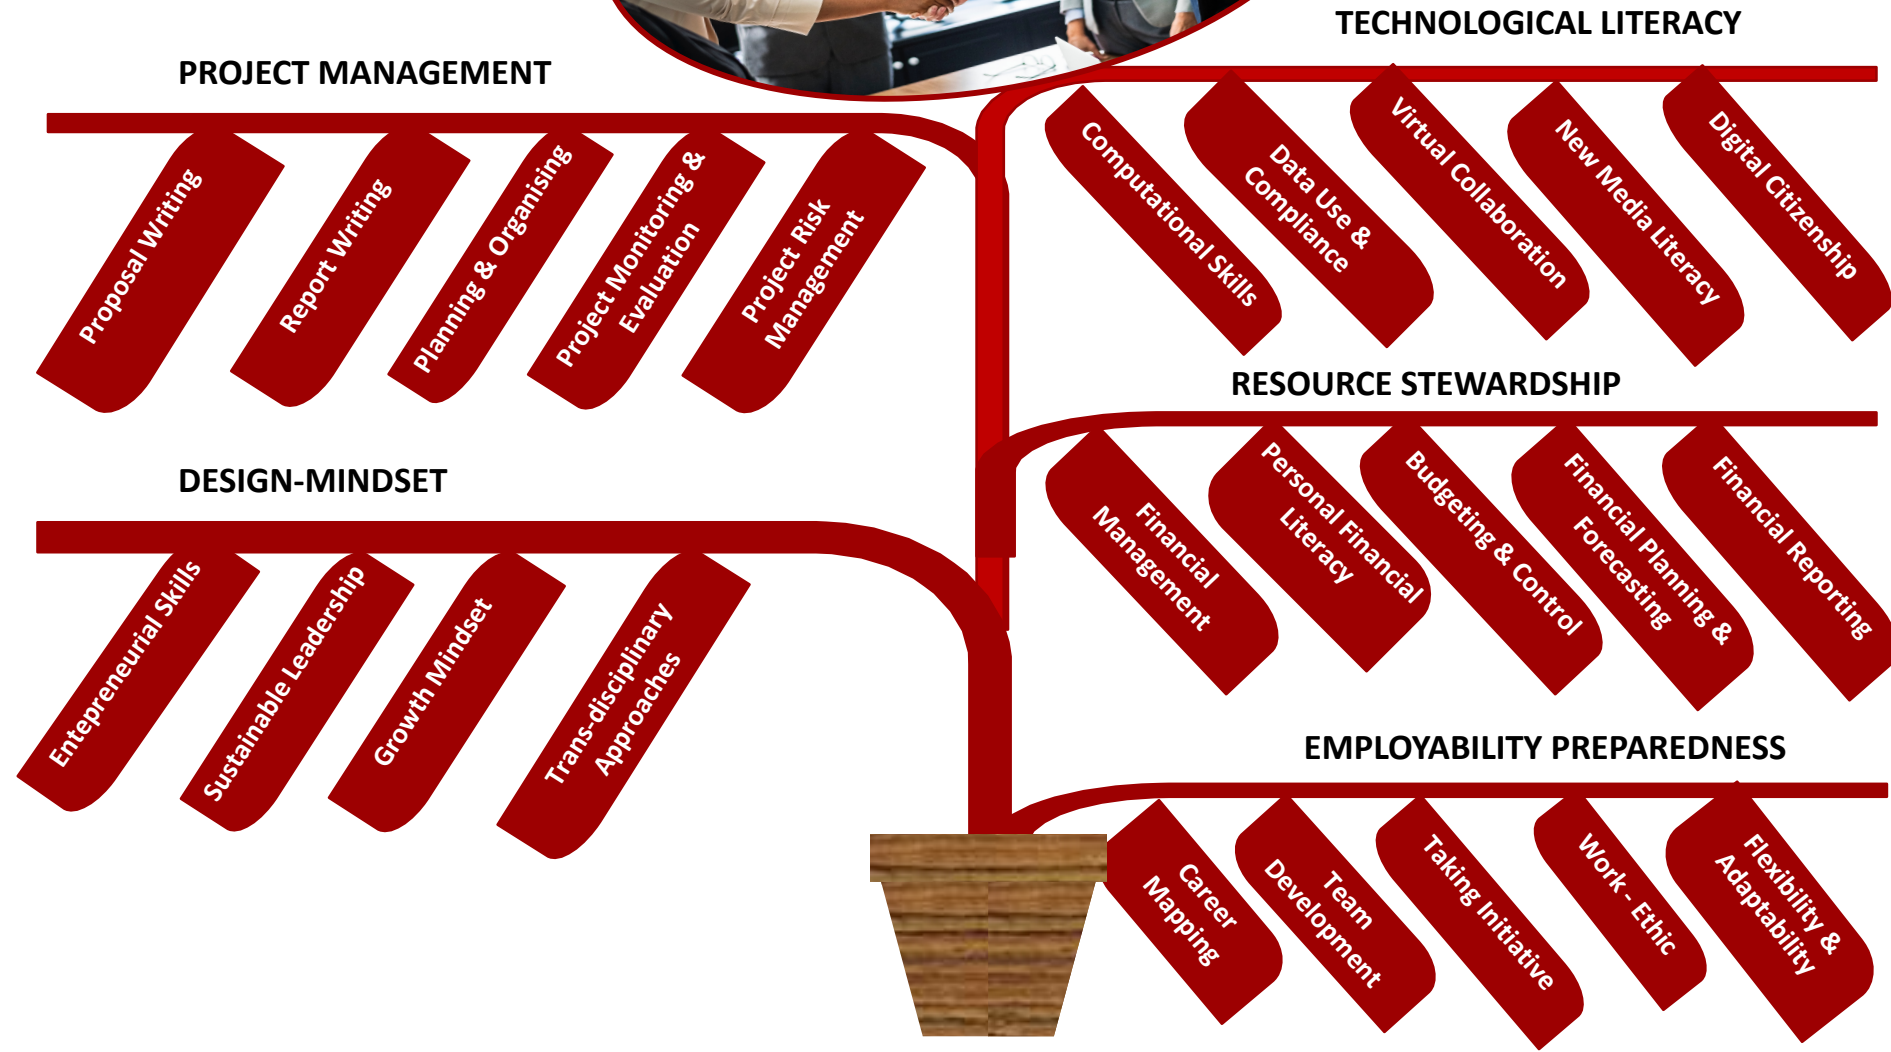 PROJECT MANAGEMENT
Proposal Writing
Report Writing
Planning & Organising
Project Monitoring &
Evaluation
Project Risk
Management
DESIGN-MINDSET
Entepreneurial Skills
Sustainable Leadership
Growth Mindset
Trans-disciplinary
Approaches
TECHNOLOGICAL LITERACY
Computational Skills
Data Use &
Compliance
Virtual Collaboration
New Media Literacy
Digital Citizenship
RESOURCE STEWARDSHIP
Financial
Management
Personal Financial
Literacy
Budgeting & Control
Financial Planning &
Forecasting
Financial Reporting
EMPLOYABILITY PREPAREDNESS
Career
Mapping
Team
Development
Taking Initiative
Work - Ethic
Flexibility &
Adaptability